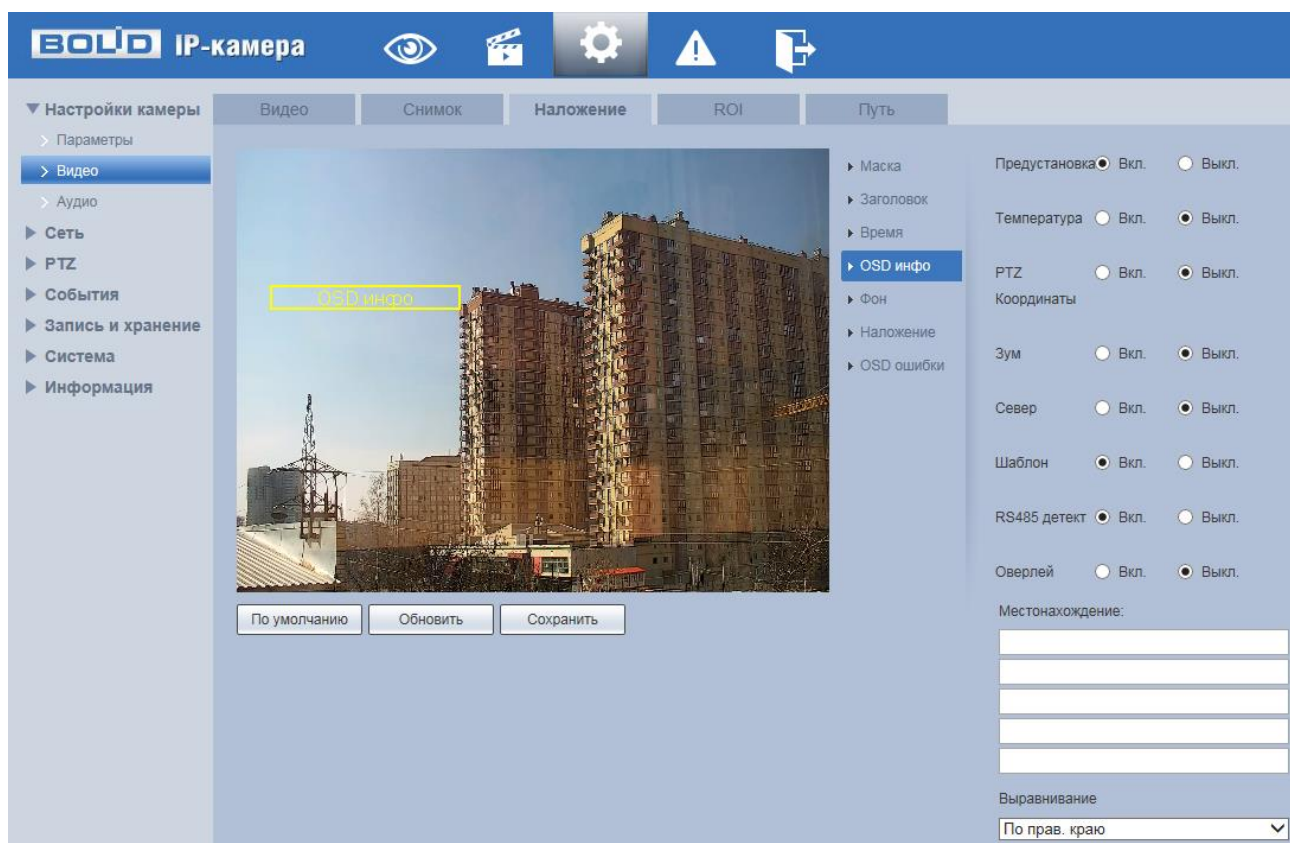 BOLID IP-камера
Настройки камеры
Параметры
Видео
Аудио
Сеть
PTZ
События
Запись и хранение
Система
Информация
Видео Снимок Наложение ROI Путь
OSD инфо
По умолчанию Обновить Сохранить
Маска
Заголовок
Время
OSD инфо
Фон
Наложение
OSD ошибки
Предустановка Вкл. Выкл.
Температура Вкл. Выкл.
PTZ Вкл. Выкл.
Координаты
Зум Вкл. Выкл.
Север Вкл. Выкл.
Шаблон Вкл. Выкл.
RS485 детект Вкл. Выкл.
Оверлей Вкл. Выкл.
Местонахождение:
Выравнивание
По прав. краю